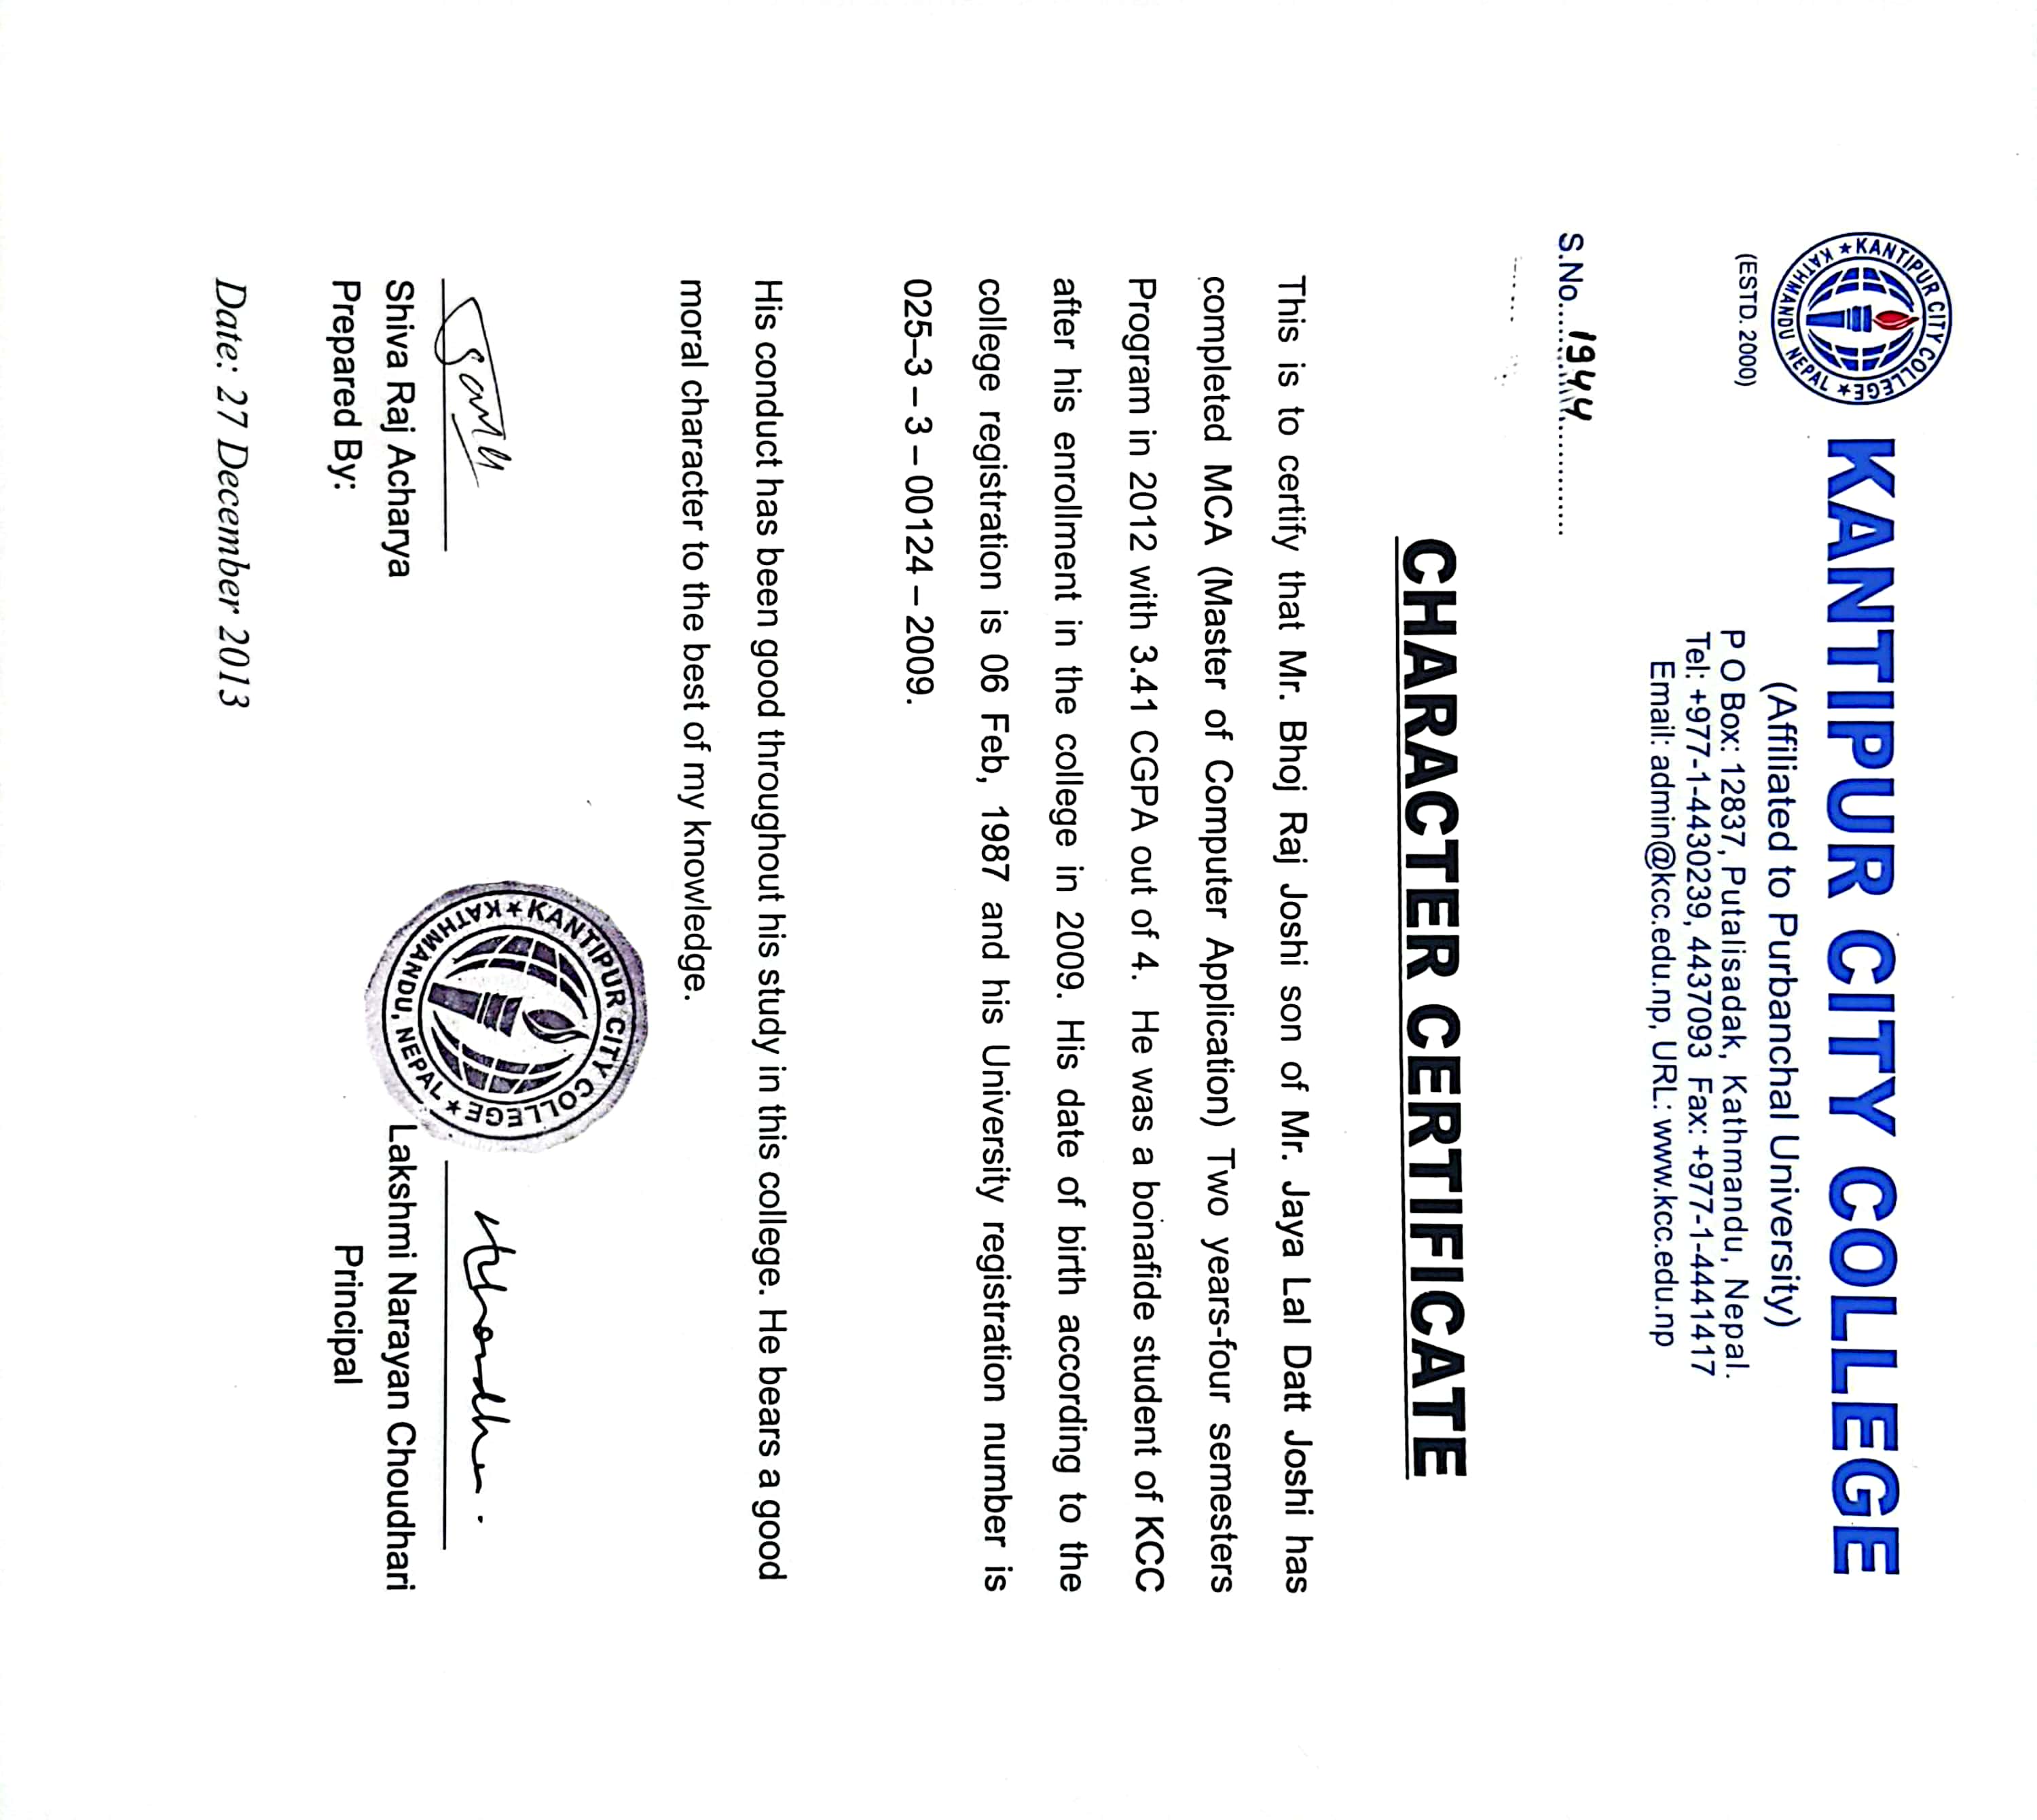 KANTIPUR CITY COLLEGE
★ KATHMANDU NEPAL ★
(ESTD. 2000)
KANTIPUR CITY COLLEGE
(Affiliated to Purbanchal University)
P O Box: 12837, Putalisadak, Kathmandu, Nepal.
Tel: +977-1-4430239, 4437093 Fax: +977-1-4441417
Email: admin@kcc.edu.np, URL: www.kcc.edu.np
S.No....1944..............
CHARACTER CERTIFICATE
This is to certify that Mr. Bhoj Raj Joshi son of Mr. Jaya Lal Datt Joshi has
completed MCA (Master of Computer Application) Two years-four semesters
Program in 2012 with 3.41 CGPA out of 4. He was a bonafide student of KCC
after his enrollment in the college in 2009. His date of birth according to the
college registration is 06 Feb, 1987 and his University registration number is
025–3 – 3 – 00124 – 2009.
His conduct has been good throughout his study in this college. He bears a good
moral character to the best of my knowledge.
KANTIPUR CITY COLLEGE
★ KATHMANDU, NEPAL ★
Shiva Raj Acharya
Prepared By:
Lakshmi Narayan Choudhari
Principal
Date: 27 December 2013